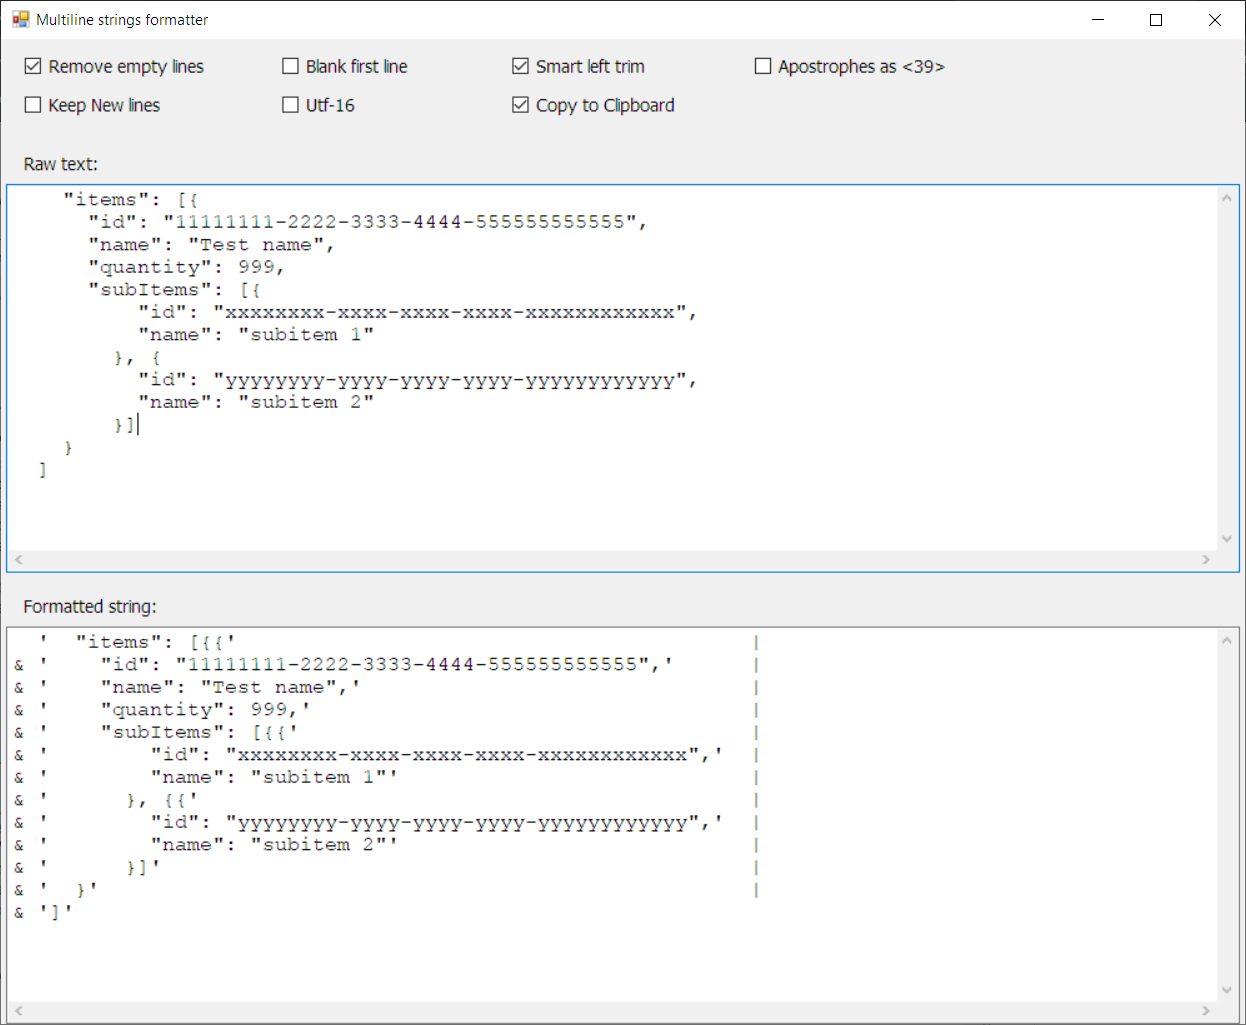 Multiline strings formatter
Remove empty lines Blank first line Smart left trim Apostrophes as <39>
Keep New lines Utf-16 Copy to Clipboard
Raw text:
    "items": [{
      "id": "11111111-2222-3333-4444-555555555555",
      "name": "Test name",
      "quantity": 999,
      "subItems": [{
          "id": "xxxxxxxx-xxxx-xxxx-xxxx-xxxxxxxxxxxx",
          "name": "subitem 1"
        }, {
          "id": "yyyyyyyy-yyyy-yyyy-yyyy-yyyyyyyyyyyy",
          "name": "subitem 2"
        }]
    }
  ]
Formatted string:
  '  "items": [{{'                                          |
& '    "id": "11111111-2222-3333-4444-555555555555",'       |
& '    "name": "Test name",'                                |
& '    "quantity": 999,'                                    |
& '    "subItems": [{{'                                     |
& '        "id": "xxxxxxxx-xxxx-xxxx-xxxx-xxxxxxxxxxxx",'   |
& '        "name": "subitem 1"'                             |
& '      }, {{'                                             |
& '        "id": "yyyyyyyy-yyyy-yyyy-yyyy-yyyyyyyyyyyy",'   |
& '        "name": "subitem 2"'                             |
& '      }]'                                                |
& '  }'                                                     |
& ']'